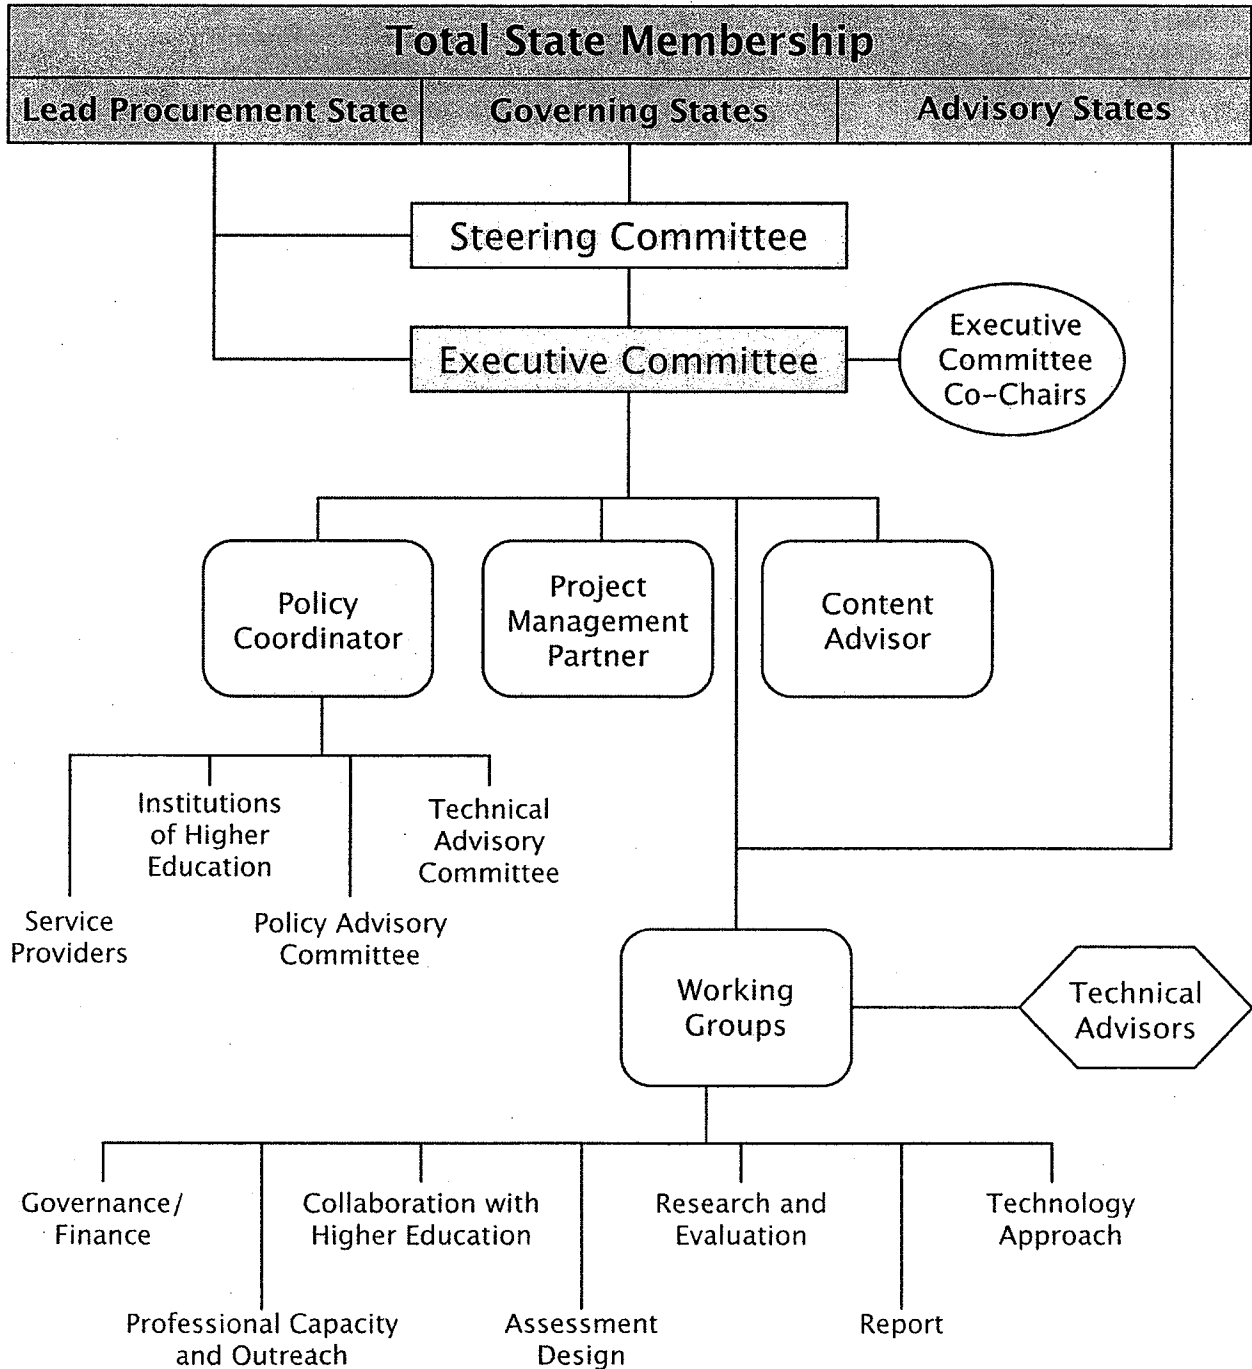 Total State Membership
Lead Procurement State
Governing States
Advisory States
Steering Committee
Executive Committee
Executive
Committee
Co-Chairs
Policy
Coordinator
Project
Management
Partner
Content
Advisor
Institutions
of Higher
Education
Technical
Advisory
Committee
Service
Providers
Policy Advisory
Committee
Working
Groups
Technical
Advisors
Governance/
Finance
Collaboration with
Higher Education
Research and
Evaluation
Technology
Approach
Professional Capacity
and Outreach
Assessment
Design
Report